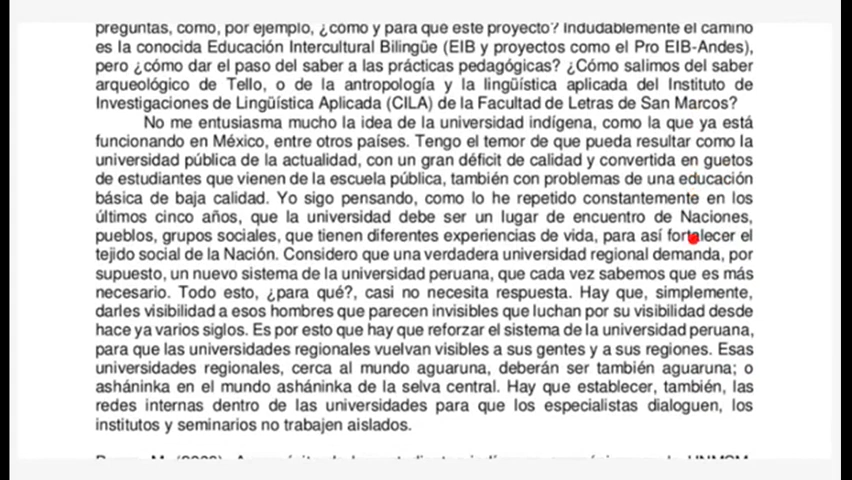 preguntas, como, por ejemplo, ¿cómo y para qué este proyecto? Indudablemente el camino
es la conocida Educación Intercultural Bilingüe (EIB y proyectos como el Pro EIB-Andes),
pero ¿cómo dar el paso del saber a las prácticas pedagógicas? ¿Cómo salimos del saber
arqueológico de Tello, o de la antropología y la lingüística aplicada del Instituto de
Investigaciones de Lingüística Aplicada (CILA) de la Facultad de Letras de San Marcos?
No me entusiasma mucho la idea de la universidad indígena, como la que ya está
funcionando en México, entre otros países. Tengo el temor de que pueda resultar como la
universidad pública de la actualidad, con un gran déficit de calidad y convertida en guetos
de estudiantes que vienen de la escuela pública, también con problemas de una educación
básica de baja calidad. Yo sigo pensando, como lo he repetido constantemente en los
últimos cinco años, que la universidad debe ser un lugar de encuentro de Naciones,
pueblos, grupos sociales, que tienen diferentes experiencias de vida, para así fortalecer el
tejido social de la Nación. Considero que una verdadera universidad regional demanda, por
supuesto, un nuevo sistema de la universidad peruana, que cada vez sabemos que es más
necesario. Todo esto, ¿para qué?, casi no necesita respuesta. Hay que, simplemente,
darles visibilidad a esos hombres que parecen invisibles que luchan por su visibilidad desde
hace ya varios siglos. Es por esto que hay que reforzar el sistema de la universidad peruana,
para que las universidades regionales vuelvan visibles a sus gentes y a sus regiones. Esas
universidades regionales, cerca al mundo aguaruna, deberán ser también aguaruna; o
asháninka en el mundo asháninka de la selva central. Hay que establecer, también, las
redes internas dentro de las universidades para que los especialistas dialoguen, los
institutos y seminarios no trabajen aislados.